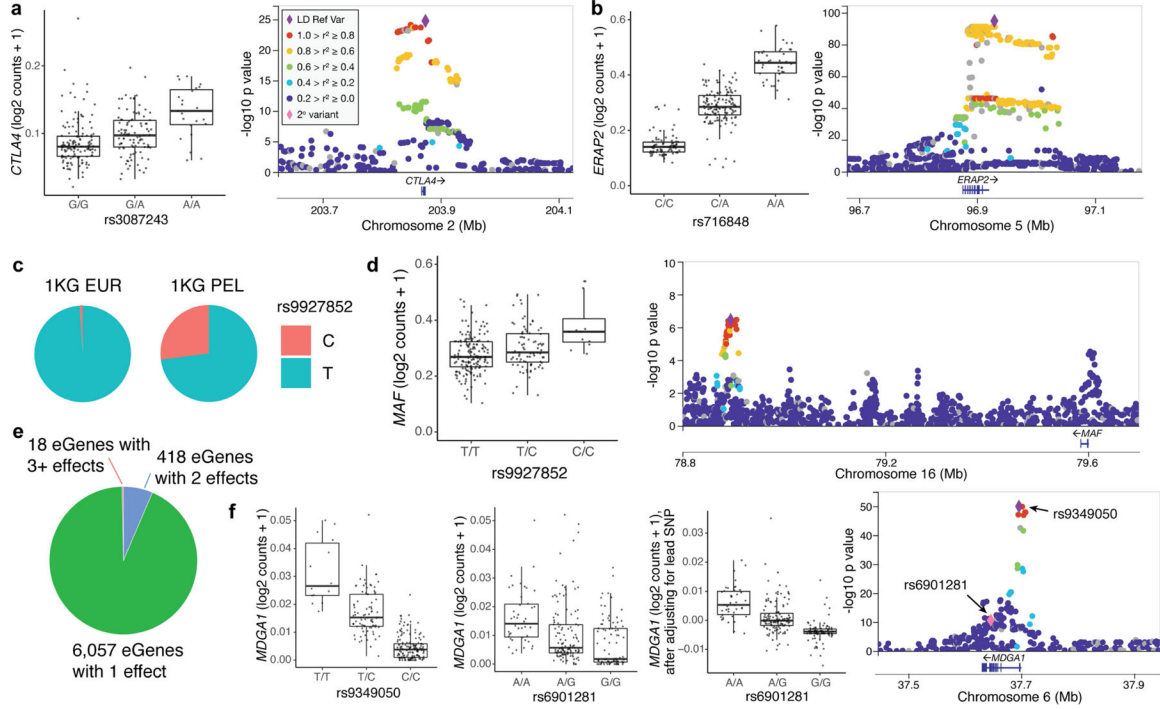 a
CTLA4 (log2 counts + 1)
0.2
0.1
G/G
G/A
A/A
rs3087243
-log10 p value
25
20
15
10
5
0
LD Ref Var
1.0 > r² ≥ 0.8
0.8 > r² ≥ 0.6
0.6 > r² ≥ 0.4
0.4 > r² ≥ 0.2
0.2 > r² ≥ 0.0
2° variant
CTLA4→
203.7
203.9
204.1
Chromosome 2 (Mb)
b
ERAP2 (log2 counts + 1)
0.6
0.4
0.2
0.0
C/C
C/A
A/A
rs716848
-log10 p value
100
80
60
40
20
0
ERAP2→
96.7
96.9
97.1
Chromosome 5 (Mb)
c
1KG EUR
1KG PEL
rs9927852
C
T
d
MAF (log2 counts + 1)
0.6
0.4
0.2
0.0
T/T
T/C
C/C
rs9927852
-log10 p value
10
8
6
4
2
0
←MAF
78.8
79.2
79.6
Chromosome 16 (Mb)
e
18 eGenes with
3+ effects
418 eGenes
with 2 effects
6,057 eGenes
with 1 effect
f
MDGA1 (log2 counts + 1)
0.05
0.04
0.03
0.02
0.01
0.00
T/T
T/C
C/C
rs9349050
MDGA1 (log2 counts + 1)
0.05
0.04
0.03
0.02
0.01
0.00
A/A
A/G
G/G
rs6901281
MDGA1 (log2 counts + 1),
after adjusting for lead SNP
0.03
0.01
0.00
-0.01
A/A
A/G
G/G
rs6901281
-log10 p value
50
40
30
20
10
0
rs9349050
rs6901281
←MDGA1
37.5
37.7
37.9
Chromosome 6 (Mb)